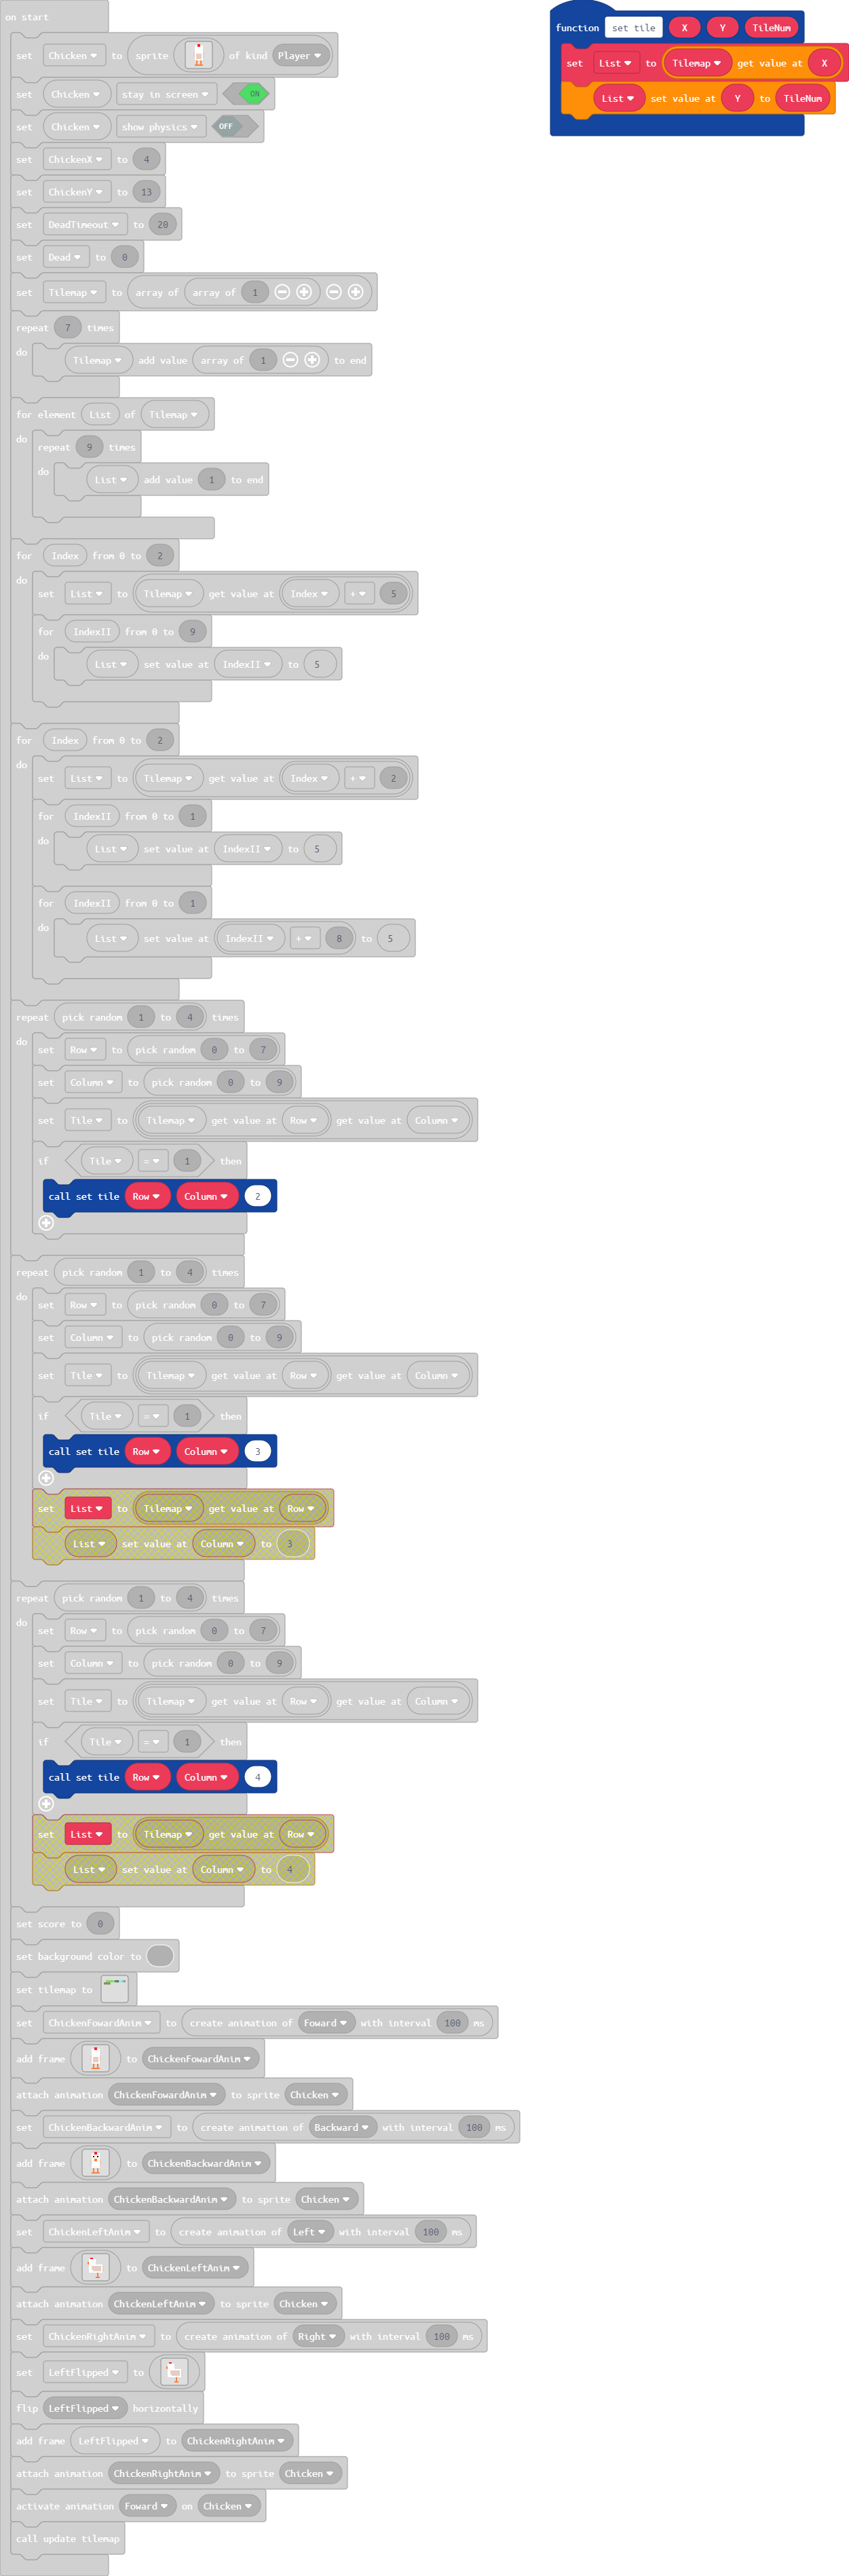 on start
set Chicken to sprite of kind Player
set Chicken stay in screen ON
set Chicken show physics OFF
set ChickenX to 4
set ChickenY to 13
set DeadTimeout to 20
set Dead to 0
set Tilemap to array of array of 1
repeat 7 times
do Tilemap add value array of 1 to end
for element List of Tilemap
do repeat 9 times
do List add value 1 to end
for Index from 0 to 2
do set List to Tilemap get value at Index + 5
for IndexII from 0 to 9
do List set value at IndexII to 5
for Index from 0 to 2
do set List to Tilemap get value at Index + 2
for IndexII from 0 to 1
do List set value at IndexII to 5
for IndexII from 0 to 1
do List set value at IndexII + 8 to 5
repeat pick random 1 to 4 times
do set Row to pick random 0 to 7
set Column to pick random 0 to 9
set Tile to Tilemap get value at Row get value at Column
if Tile = 1 then
call set tile Row Column 2
repeat pick random 1 to 4 times
do set Row to pick random 0 to 7
set Column to pick random 0 to 9
set Tile to Tilemap get value at Row get value at Column
if Tile = 1 then
call set tile Row Column 3
set List to Tilemap get value at Row
List set value at Column to 3
repeat pick random 1 to 4 times
do set Row to pick random 0 to 7
set Column to pick random 0 to 9
set Tile to Tilemap get value at Row get value at Column
if Tile = 1 then
call set tile Row Column 4
set List to Tilemap get value at Row
List set value at Column to 4
set score to 0
set background color to
set tilemap to
set ChickenFowardAnim to create animation of Foward with interval 100 ms
add frame to ChickenFowardAnim
attach animation ChickenFowardAnim to sprite Chicken
set ChickenBackwardAnim to create animation of Backward with interval 100 ms
add frame to ChickenBackwardAnim
attach animation ChickenBackwardAnim to sprite Chicken
set ChickenLeftAnim to create animation of Left with interval 100 ms
add frame to ChickenLeftAnim
attach animation ChickenLeftAnim to sprite Chicken
set ChickenRightAnim to create animation of Right with interval 100 ms
set LeftFlipped to
flip LeftFlipped horizontally
add frame LeftFlipped to ChickenRightAnim
attach animation ChickenRightAnim to sprite Chicken
activate animation Foward on Chicken
call update tilemap
function set tile X Y TileNum
set List to Tilemap get value at X
List set value at Y to TileNum